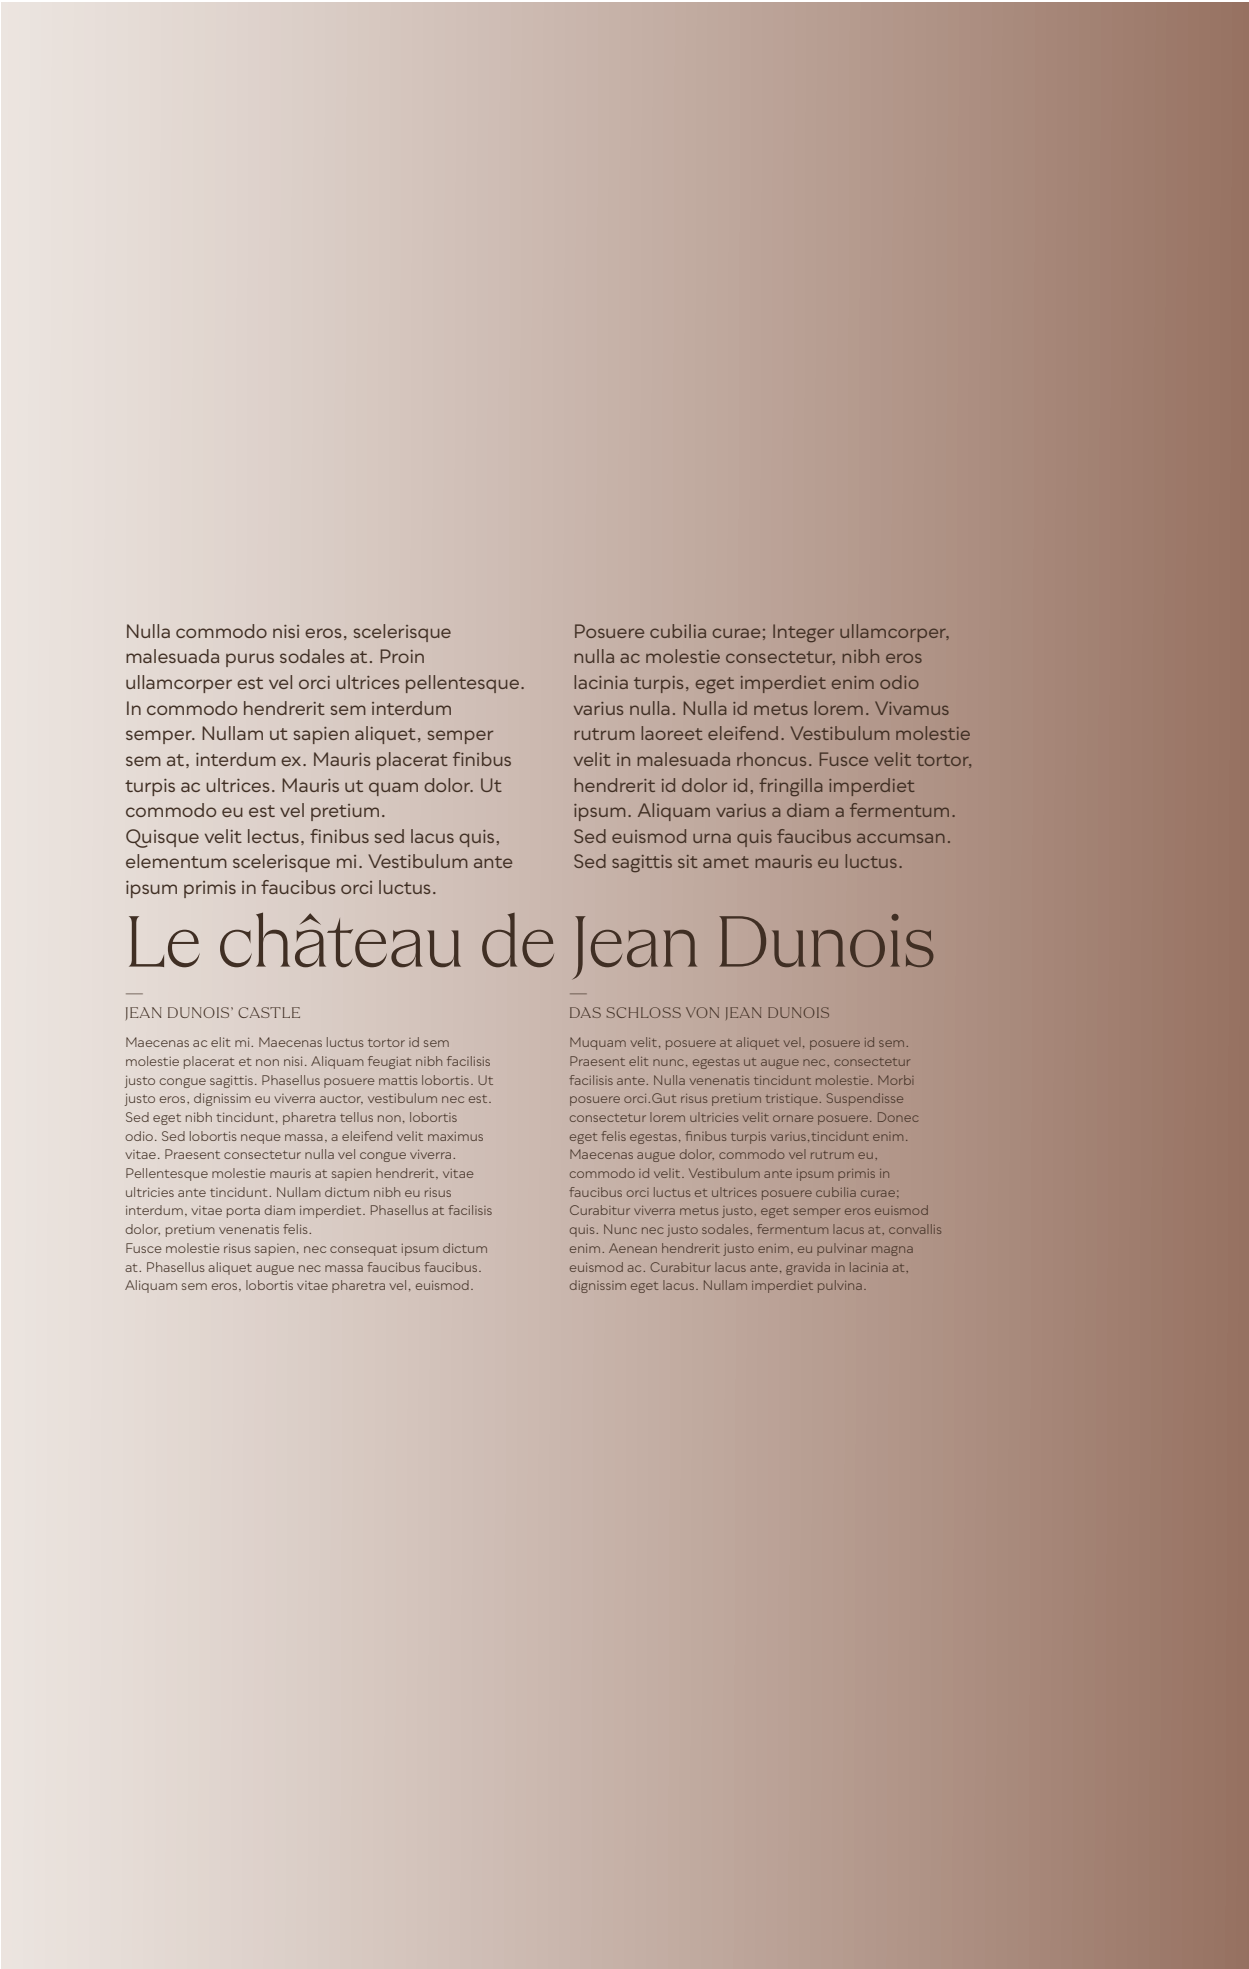 Nulla commodo nisi eros, scelerisque
malesuada purus sodales at. Proin
ullamcorper est vel orci ultrices pellentesque.
In commodo hendrerit sem interdum
semper. Nullam ut sapien aliquet, semper
sem at, interdum ex. Mauris placerat finibus
turpis ac ultrices. Mauris ut quam dolor. Ut
commodo eu est vel pretium.
Quisque velit lectus, finibus sed lacus quis,
elementum scelerisque mi. Vestibulum ante
ipsum primis in faucibus orci luctus.
Posuere cubilia curae; Integer ullamcorper,
nulla ac molestie consectetur, nibh eros
lacinia turpis, eget imperdiet enim odio
varius nulla. Nulla id metus lorem. Vivamus
rutrum laoreet eleifend. Vestibulum molestie
velit in malesuada rhoncus. Fusce velit tortor,
hendrerit id dolor id, fringilla imperdiet
ipsum. Aliquam varius a diam a fermentum.
Sed euismod urna quis faucibus accumsan.
Sed sagittis sit amet mauris eu luctus.
Le château de Jean Dunois
—
JEAN DUNOIS’ CASTLE
Maecenas ac elit mi. Maecenas luctus tortor id sem
molestie placerat et non nisi. Aliquam feugiat nibh facilisis
justo congue sagittis. Phasellus posuere mattis lobortis. Ut
justo eros, dignissim eu viverra auctor, vestibulum nec est.
Sed eget nibh tincidunt, pharetra tellus non, lobortis
odio. Sed lobortis neque massa, a eleifend velit maximus
vitae. Praesent consectetur nulla vel congue viverra.
Pellentesque molestie mauris at sapien hendrerit, vitae
ultricies ante tincidunt. Nullam dictum nibh eu risus
interdum, vitae porta diam imperdiet. Phasellus at facilisis
dolor, pretium venenatis felis.
Fusce molestie risus sapien, nec consequat ipsum dictum
at. Phasellus aliquet augue nec massa faucibus faucibus.
Aliquam sem eros, lobortis vitae pharetra vel, euismod.
—
DAS SCHLOSS VON JEAN DUNOIS
Muquam velit, posuere at aliquet vel, posuere id sem.
Praesent elit nunc, egestas ut augue nec, consectetur
facilisis ante. Nulla venenatis tincidunt molestie. Morbi
posuere orci.Gut risus pretium tristique. Suspendisse
consectetur lorem ultricies velit ornare posuere. Donec
eget felis egestas, finibus turpis varius,tincidunt enim.
Maecenas augue dolor, commodo vel rutrum eu,
commodo id velit. Vestibulum ante ipsum primis in
faucibus orci luctus et ultrices posuere cubilia curae;
Curabitur viverra metus justo, eget semper eros euismod
quis. Nunc nec justo sodales, fermentum lacus at, convallis
enim. Aenean hendrerit justo enim, eu pulvinar magna
euismod ac. Curabitur lacus ante, gravida in lacinia at,
dignissim eget lacus. Nullam imperdiet pulvina.